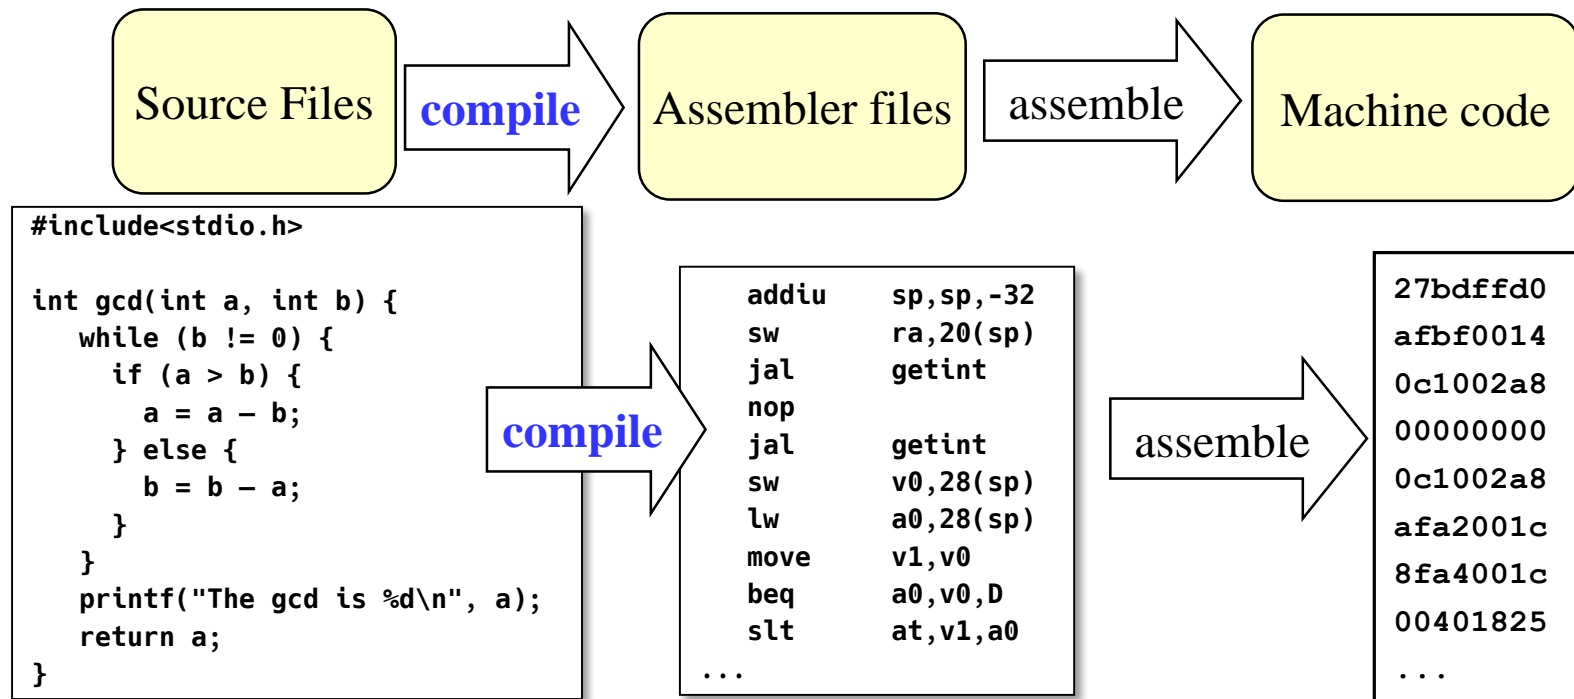 Source Files
compile
Assembler files
assemble
Machine code
#include<stdio.h>
int gcd(int a, int b) {
while (b != 0) {
if (a > b) {
a = a – b;
} else {
b = b – a;
}
}
printf("The gcd is %d\n", a);
return a;
}
compile
addiu sp,sp,-32
sw ra,20(sp)
jal getint
nop
jal getint
sw v0,28(sp)
lw a0,28(sp)
move v1,v0
beq a0,v0,D
slt at,v1,a0
...
assemble
27bdffd0
afbf0014
0c1002a8
00000000
0c1002a8
afa2001c
8fa4001c
00401825
...